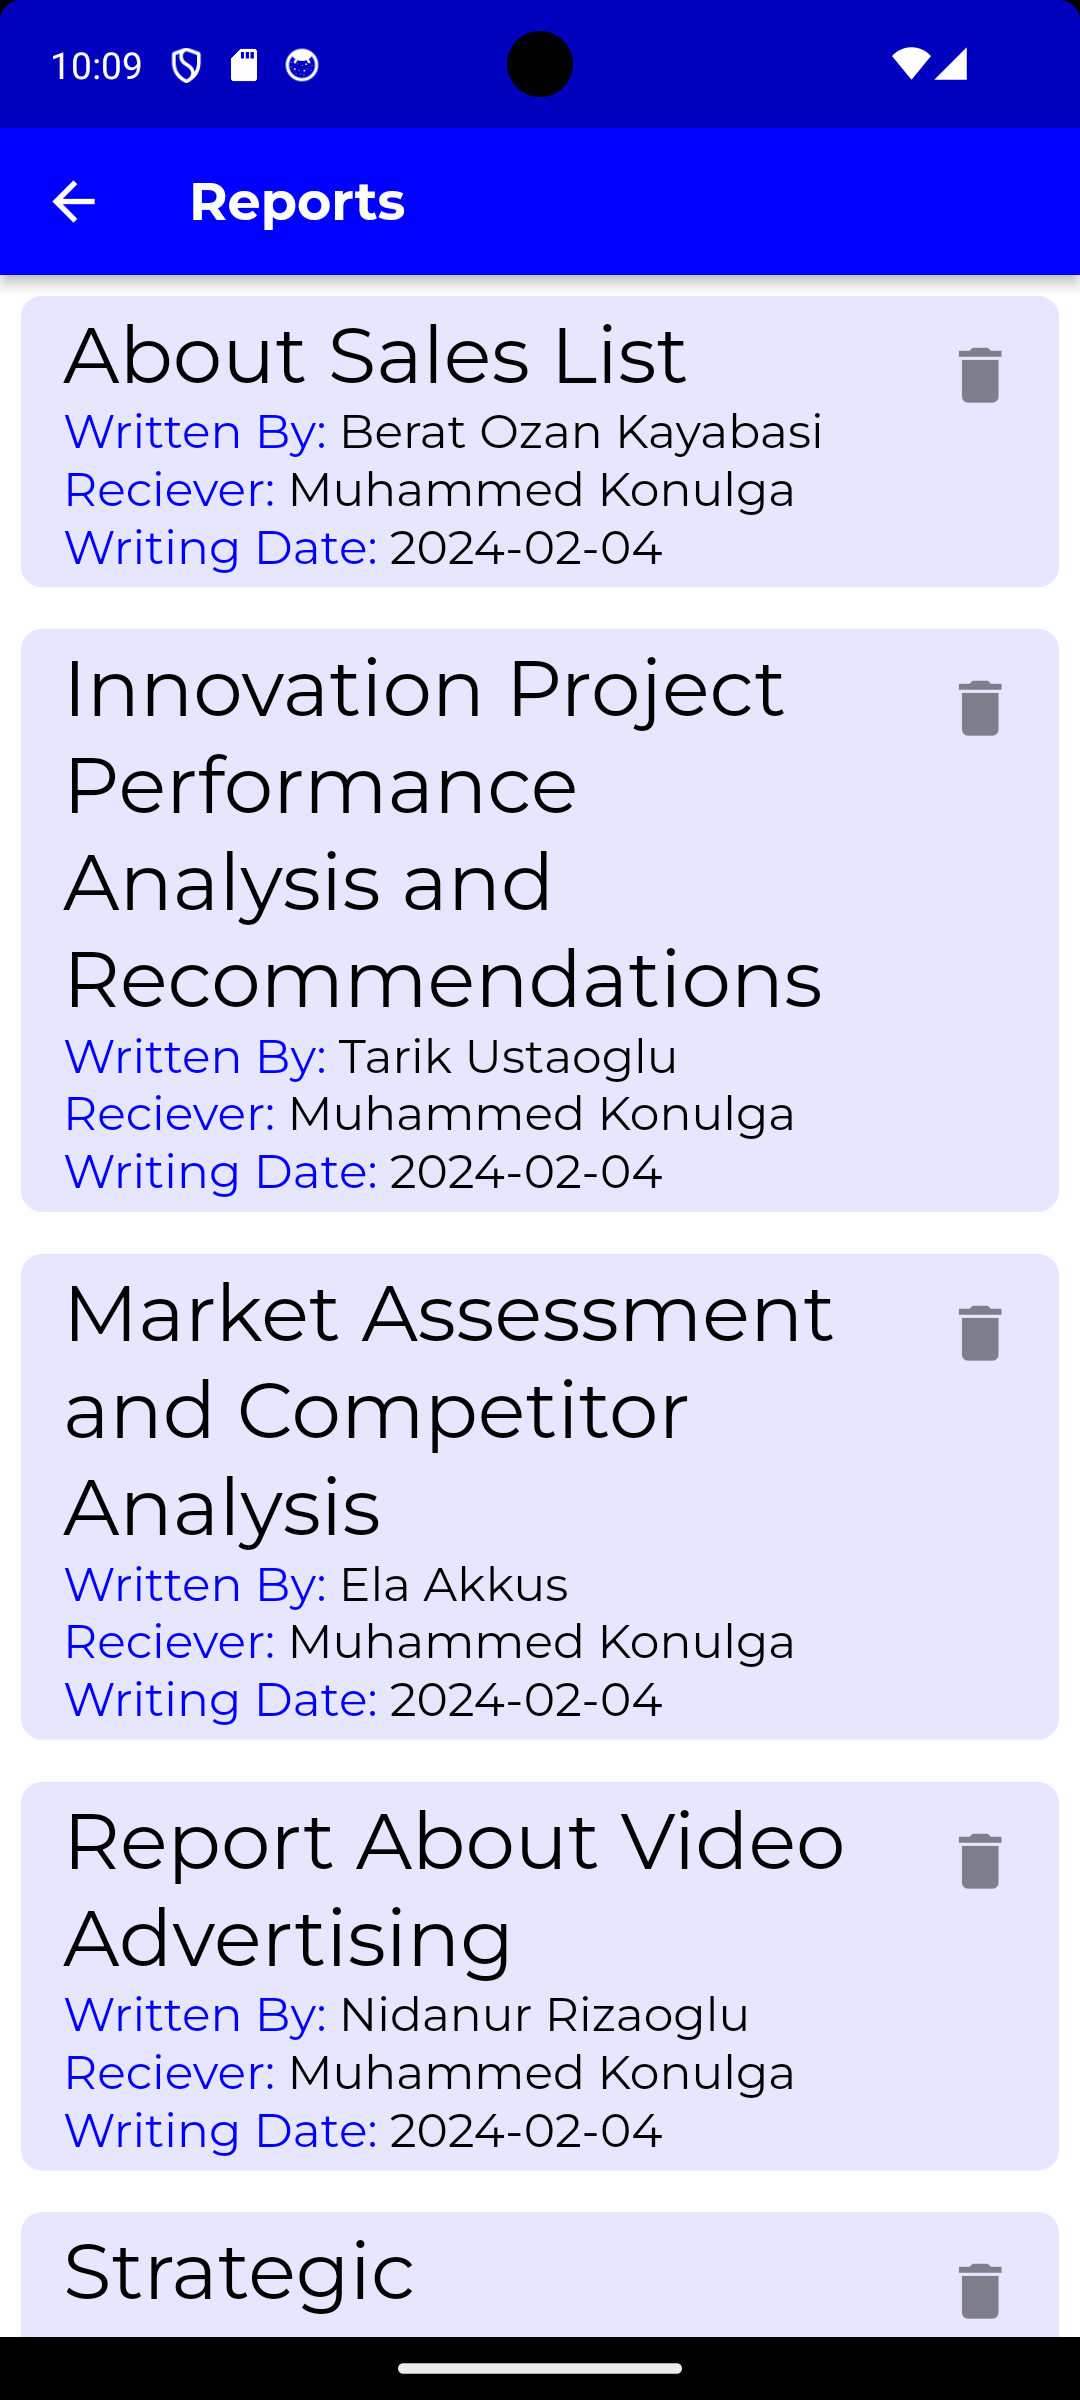 10:09
Reports
About Sales List
Written By: Berat Ozan Kayabasi
Reciever: Muhammed Konulga
Writing Date: 2024-02-04
Innovation Project
Performance
Analysis and
Recommendations
Written By: Tarik Ustaoglu
Reciever: Muhammed Konulga
Writing Date: 2024-02-04
Market Assessment
and Competitor
Analysis
Written By: Ela Akkus
Reciever: Muhammed Konulga
Writing Date: 2024-02-04
Report About Video
Advertising
Written By: Nidanur Rizaoglu
Reciever: Muhammed Konulga
Writing Date: 2024-02-04
Strategic